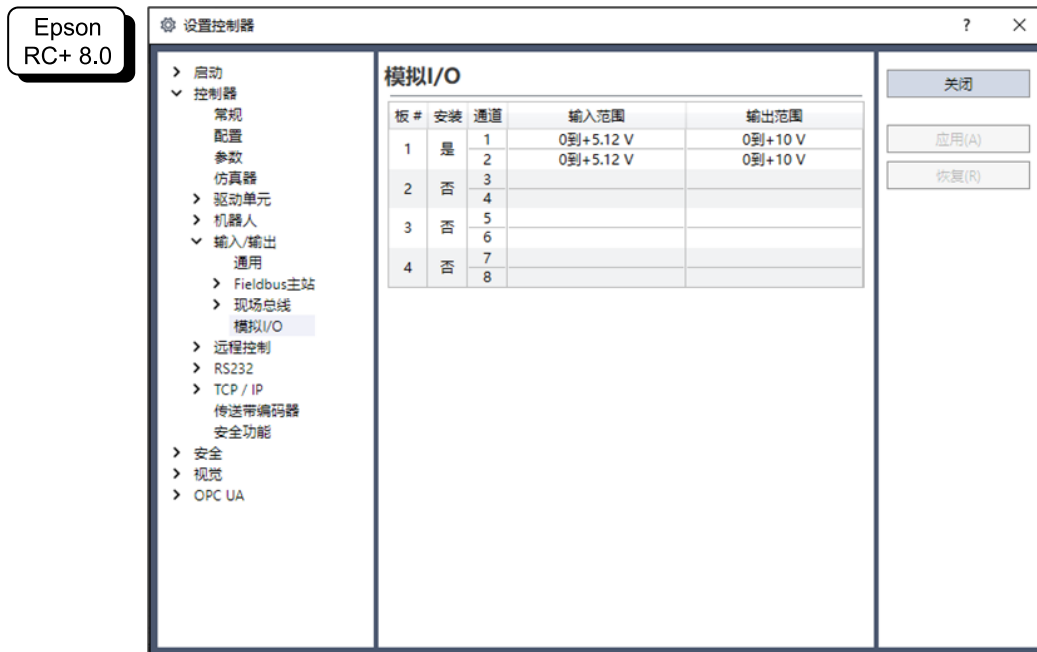 Epson
RC+ 8.0
设置控制器
?
启动
控制器
常规
配置
参数
仿真器
驱动单元
机器人
输入/输出
通用
Fieldbus主站
现场总线
模拟I/O
远程控制
RS232
TCP / IP
传送带编码器
安全功能
安全
视觉
OPC UA
模拟I/O
板 # 安装 通道 输入范围 输出范围
1 是 1 0到+5.12 V 0到+10 V
2 0到+5.12 V 0到+10 V
2 否 3
4
3 否 5
6
4 否 7
8
关闭
应用(A)
恢复(R)